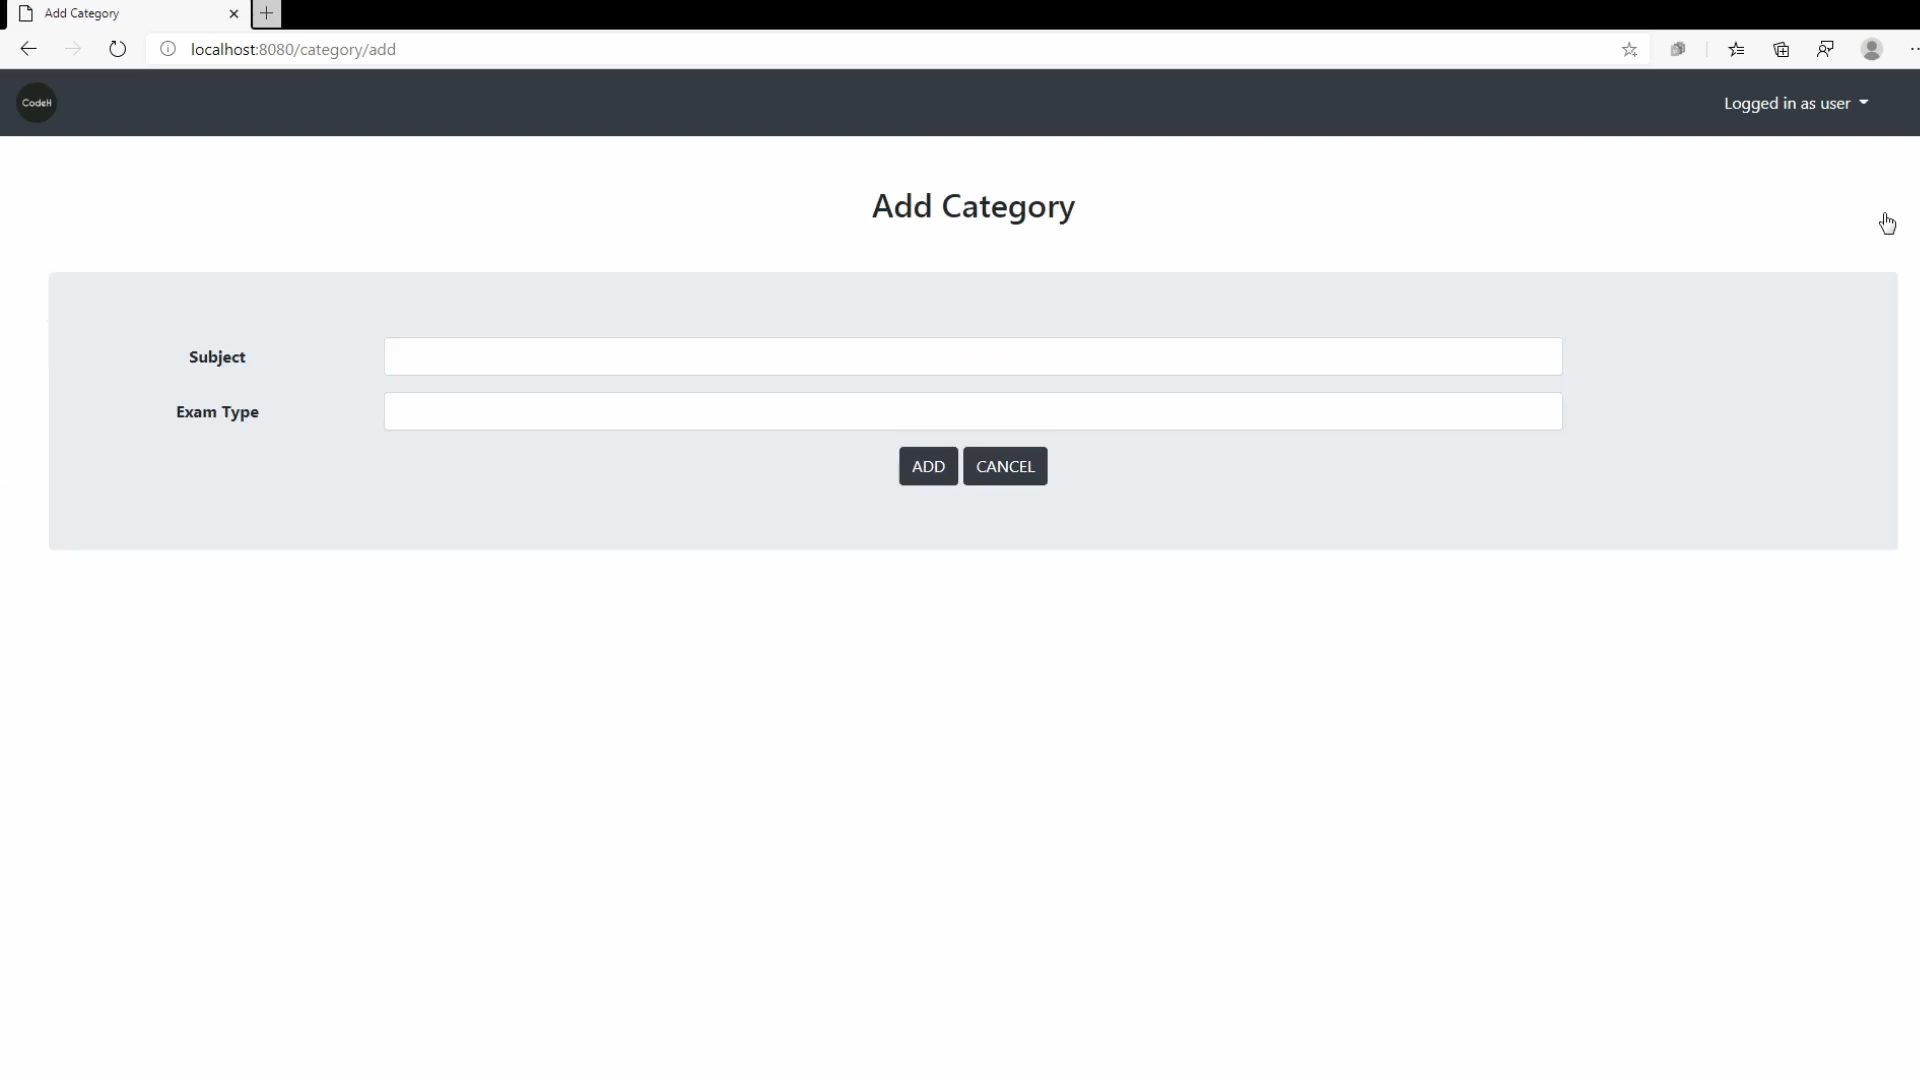 Add Category
localhost:8080/category/add
CodeH
Logged in as user
Add Category
Subject
Exam Type
ADD CANCEL